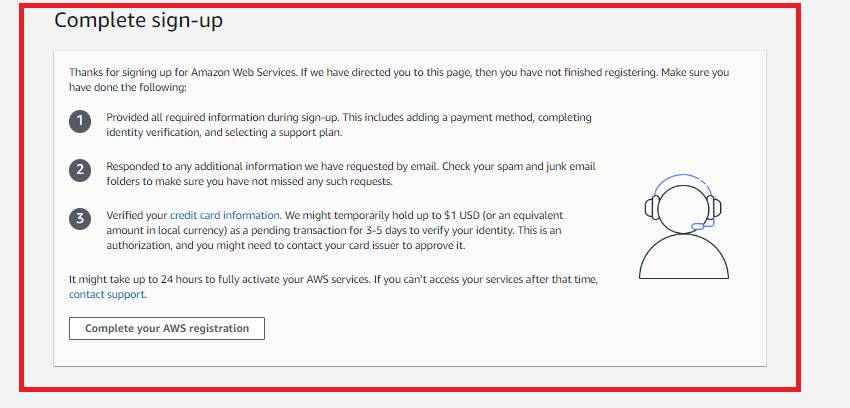 Complete sign-up
Thanks for signing up for Amazon Web Services. If we have directed you to this page, then you have not finished registering. Make sure you
have done the following:
1
Provided all required information during sign-up. This includes adding a payment method, completing
identity verification, and selecting a support plan.
2
Responded to any additional information we have requested by email. Check your spam and junk email
folders to make sure you have not missed any such requests.
3
Verified your credit card information. We might temporarily hold up to $1 USD (or an equivalent
amount in local currency) as a pending transaction for 3-5 days to verify your identity. This is an
authorization, and you might need to contact your card issuer to approve it.
It might take up to 24 hours to fully activate your AWS services. If you can't access your services after that time,
contact support.
Complete your AWS registration